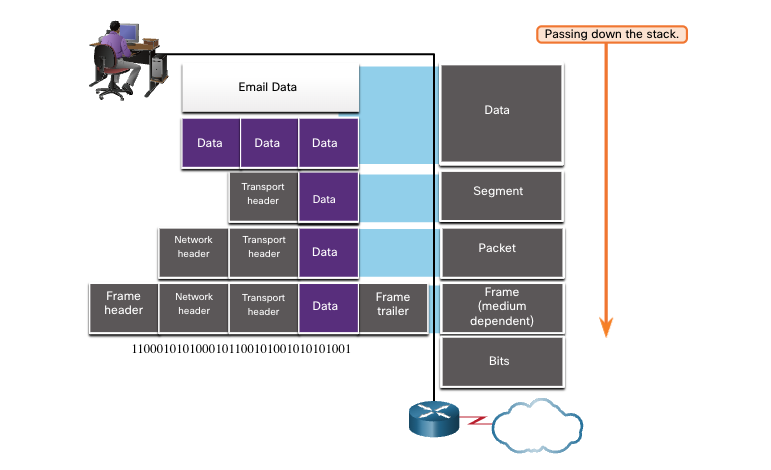 Passing down the stack.
Email Data
Data
Data Data Data
Transport
header
Data
Segment
Network
header
Transport
header
Data
Packet
Frame
header
Network
header
Transport
header
Data
Frame
trailer
Frame
(medium
dependent)
1100010101000101100101001010101001
Bits